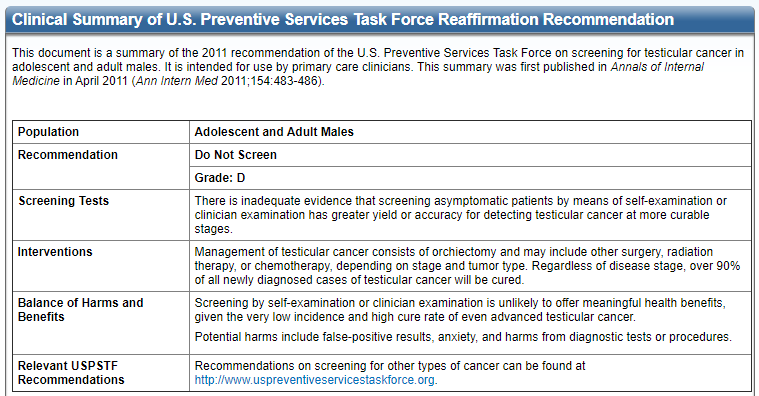 Clinical Summary of U.S. Preventive Services Task Force Reaffirmation Recommendation
This document is a summary of the 2011 recommendation of the U.S. Preventive Services Task Force on screening for testicular cancer in
adolescent and adult males. It is intended for use by primary care clinicians. This summary was first published in Annals of Internal
Medicine in April 2011 (Ann Intern Med 2011;154:483-486).
Population
Adolescent and Adult Males
Recommendation
Do Not Screen
Grade: D
Screening Tests
There is inadequate evidence that screening asymptomatic patients by means of self-examination or
clinician examination has greater yield or accuracy for detecting testicular cancer at more curable
stages.
Interventions
Management of testicular cancer consists of orchiectomy and may include other surgery, radiation
therapy, or chemotherapy, depending on stage and tumor type. Regardless of disease stage, over 90%
of all newly diagnosed cases of testicular cancer will be cured.
Balance of Harms and
Benefits
Screening by self-examination or clinician examination is unlikely to offer meaningful health benefits,
given the very low incidence and high cure rate of even advanced testicular cancer.
Potential harms include false-positive results, anxiety, and harms from diagnostic tests or procedures.
Relevant USPSTF
Recommendations
Recommendations on screening for other types of cancer can be found at
http://www.uspreventiveservicestaskforce.org.